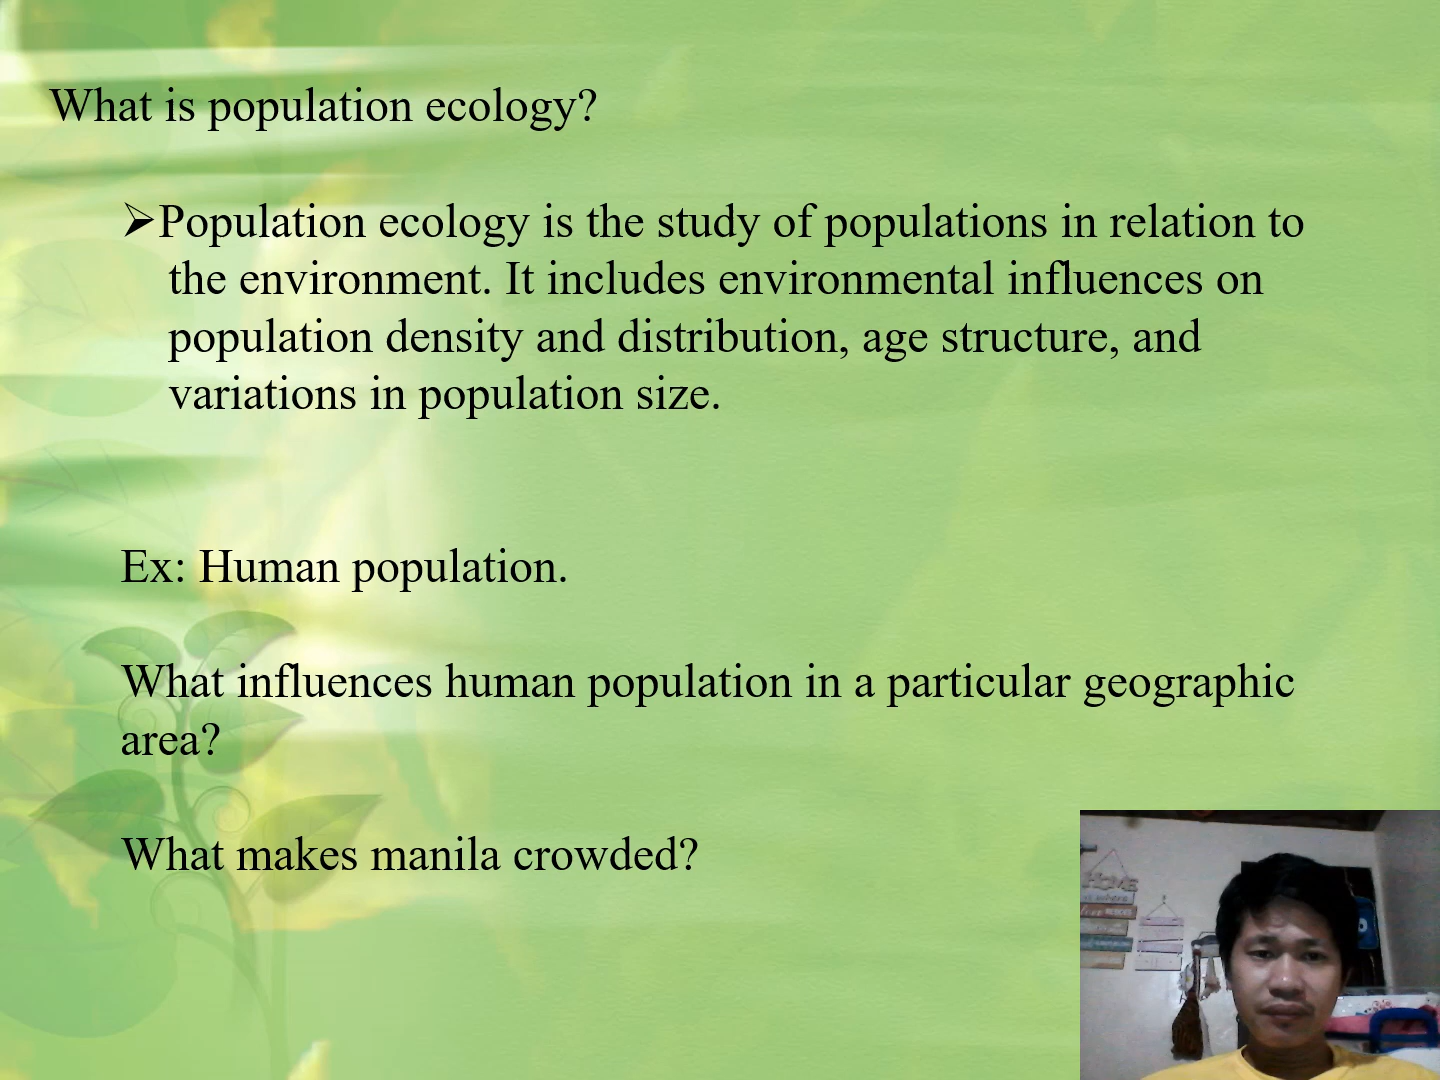 What is population ecology?
➢Population ecology is the study of populations in relation to
the environment. It includes environmental influences on
population density and distribution, age structure, and
variations in population size.
Ex: Human population.
What influences human population in a particular geographic
area?
What makes manila crowded?
HOME